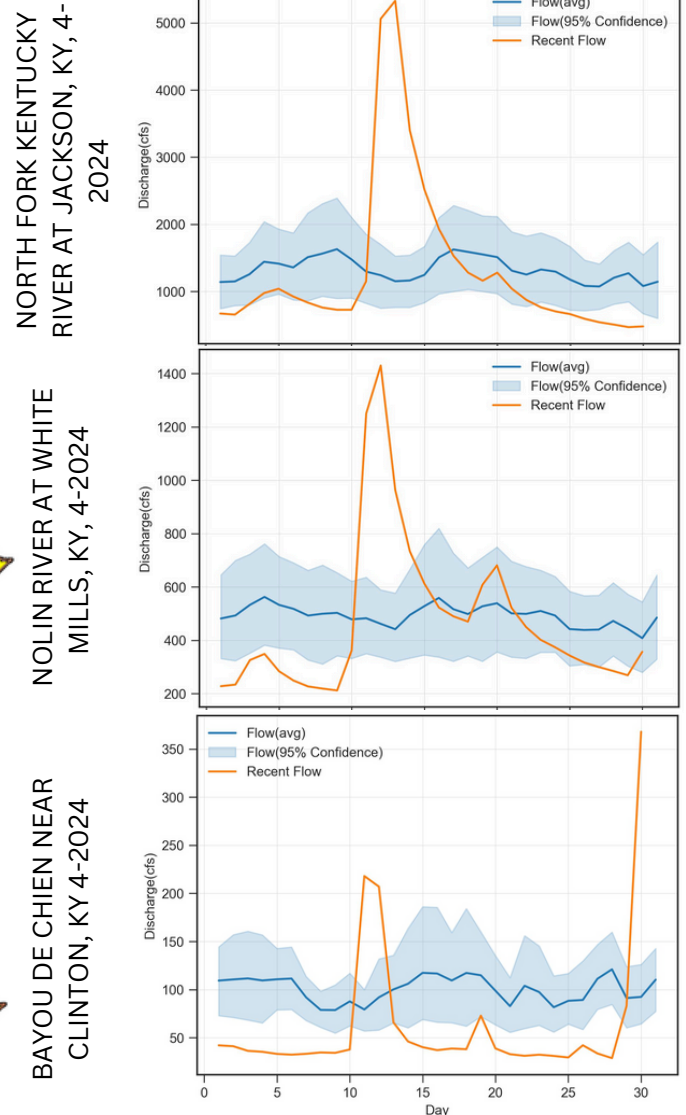 NORTH FORK KENTUCKY
RIVER AT JACKSON, KY, 4-
2024
Discharge(cfs)
5000
4000
3000
2000
1000
Flow(avg)
Flow(95% Confidence)
Recent Flow
NOLIN RIVER AT WHITE
MILLS, KY, 4-2024
Discharge(cfs)
1400
1200
1000
800
600
400
200
Flow(avg)
Flow(95% Confidence)
Recent Flow
BAYOU DE CHIEN NEAR
CLINTON, KY 4-2024
Discharge(cfs)
350
300
250
200
150
100
50
Flow(avg)
Flow(95% Confidence)
Recent Flow
0 5 10 15 20 25 30
Day